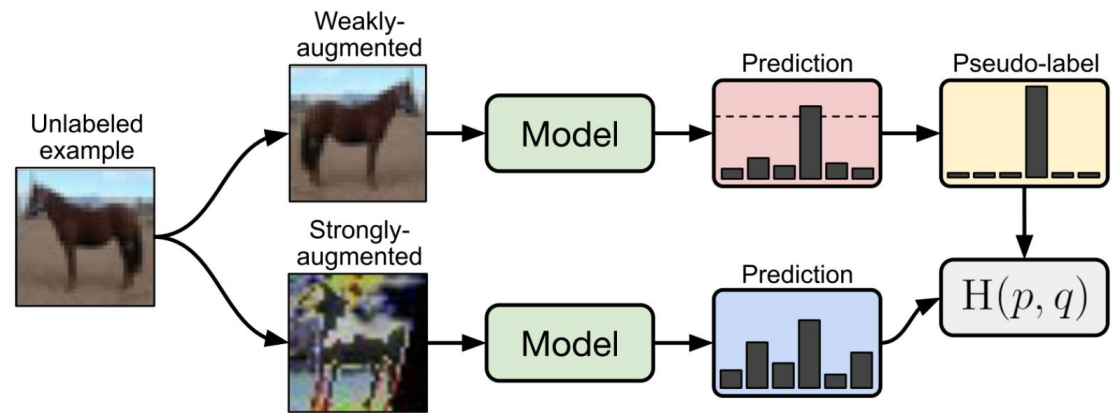 Unlabeled
example
Weakly-
augmented
Model
Prediction
Pseudo-label
Strongly-
augmented
Model
Prediction
H(p, q)